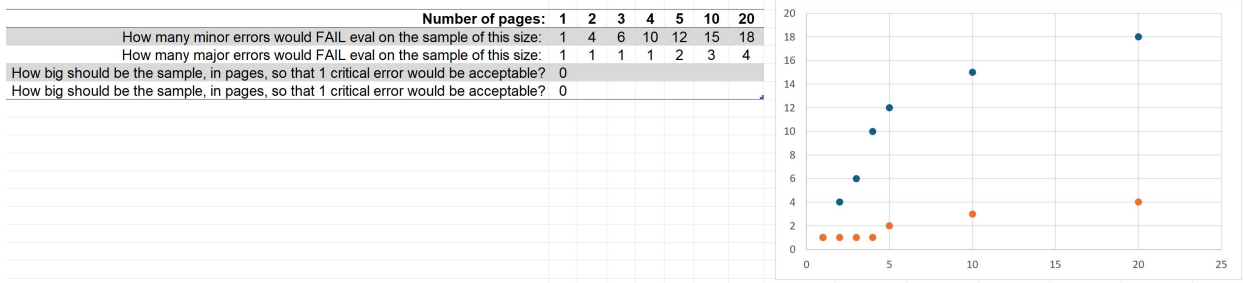 Number of pages: 1 2 3 4 5 10 20
How many minor errors would FAIL eval on the sample of this size: 1 4 6 10 12 15 18
How many major errors would FAIL eval on the sample of this size: 1 1 1 1 2 3 4
How big should be the sample, in pages, so that 1 critical error would be acceptable? 0
How big should be the sample, in pages, so that 1 critical error would be acceptable? 0
20
18
16
14
12
10
8
6
4
2
0
0 5 10 15 20 25